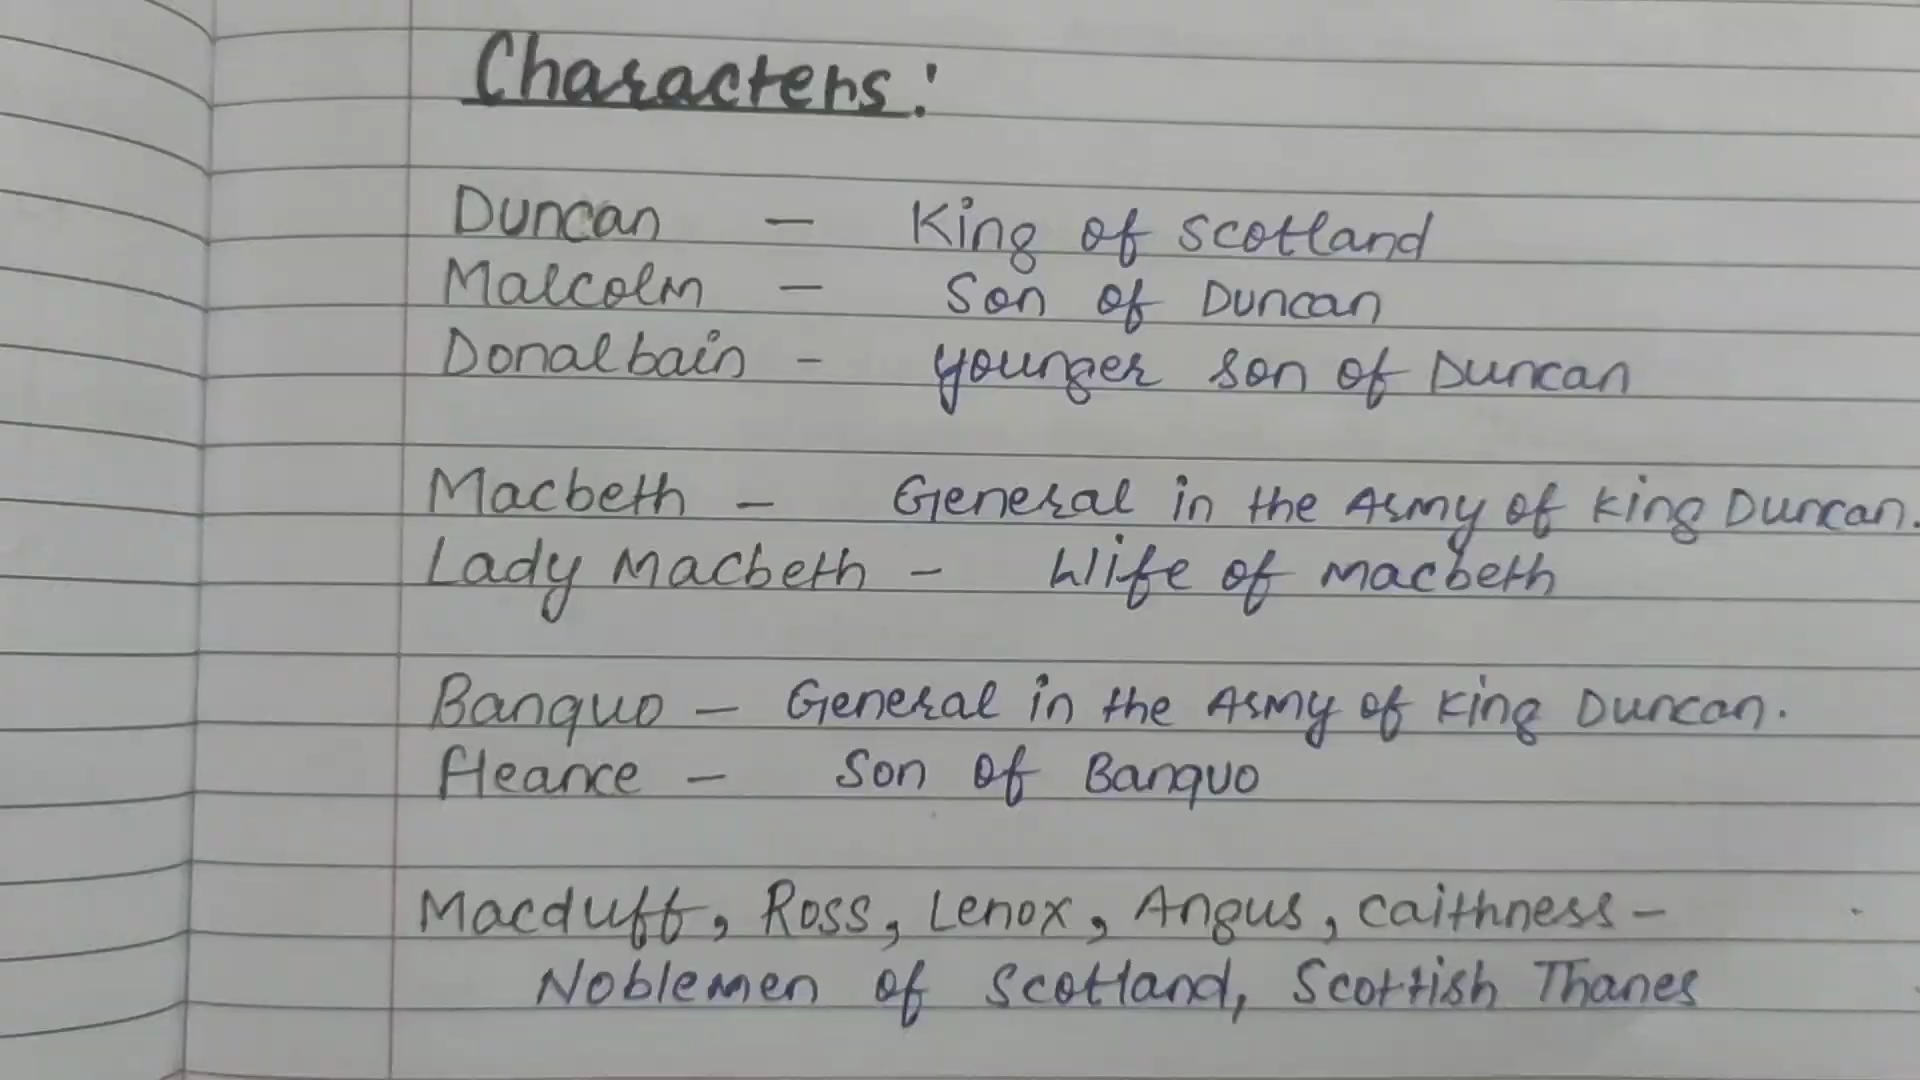 Characters:
Duncan - King of Scotland
Malcolm - Son of Duncan
Donalbain - younger son of Duncan
Macbeth - General in the Army of King Duncan.
Lady Macbeth - Wife of Macbeth
Banquo - General in the Army of King Duncan.
fleance - Son of Banquo
Macduff, Ross, Lenox, Angus, Caithness -
Noblemen of Scotland, Scottish Thanes